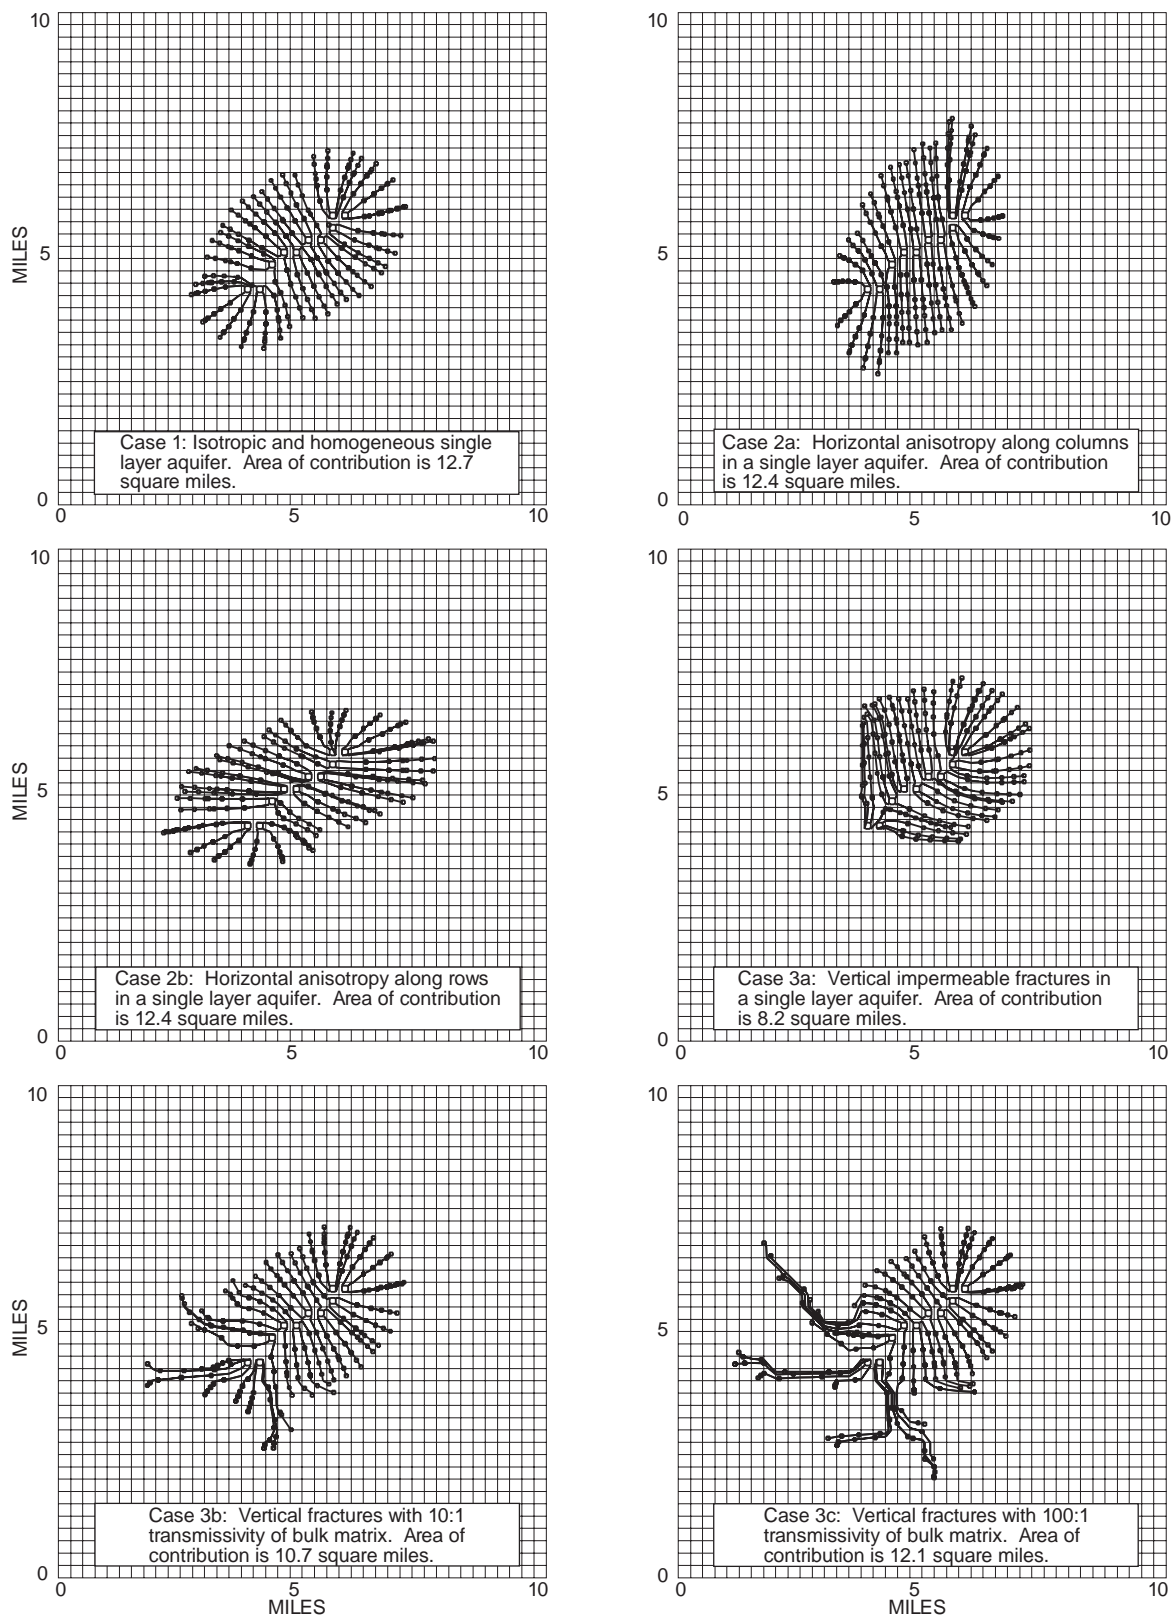 10
MILES
5
Case 1: Isotropic and homogeneous single
layer aquifer. Area of contribution is 12.7
square miles.
0
0
5
10
10
5
Case 2a: Horizontal anisotropy along columns
in a single layer aquifer. Area of contribution
is 12.4 square miles.
0
0
5
10
10
MILES
5
Case 2b: Horizontal anisotropy along rows
in a single layer aquifer. Area of contribution
is 12.4 square miles.
0
0
5
10
10
5
Case 3a: Vertical impermeable fractures in
a single layer aquifer. Area of contribution
is 8.2 square miles.
0
0
5
10
10
MILES
5
Case 3b: Vertical fractures with 10:1
transmissivity of bulk matrix. Area of
contribution is 10.7 square miles.
0
0
5
10
MILES
10
5
Case 3c: Vertical fractures with 100:1
transmissivity of bulk matrix. Area of
contribution is 12.1 square miles.
0
0
5
10
MILES